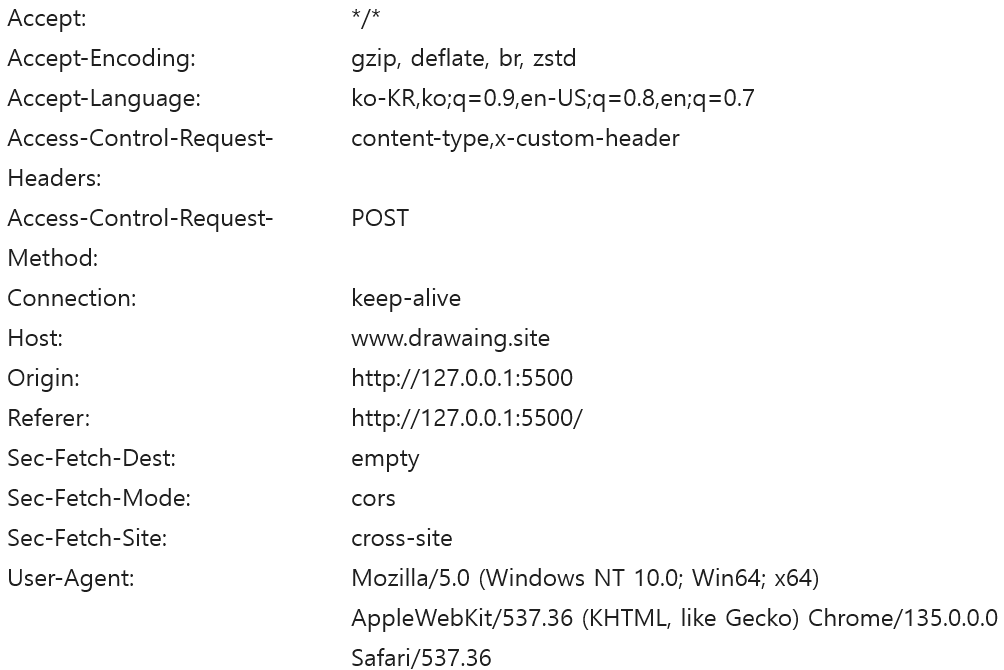 Accept: */*
Accept-Encoding: gzip, deflate, br, zstd
Accept-Language: ko-KR,ko;q=0.9,en-US;q=0.8,en;q=0.7
Access-Control-Request- content-type,x-custom-header
Headers:
Access-Control-Request- POST
Method:
Connection: keep-alive
Host: www.drawaing.site
Origin: http://127.0.0.1:5500
Referer: http://127.0.0.1:5500/
Sec-Fetch-Dest: empty
Sec-Fetch-Mode: cors
Sec-Fetch-Site: cross-site
User-Agent: Mozilla/5.0 (Windows NT 10.0; Win64; x64)
AppleWebKit/537.36 (KHTML, like Gecko) Chrome/135.0.0.0
Safari/537.36